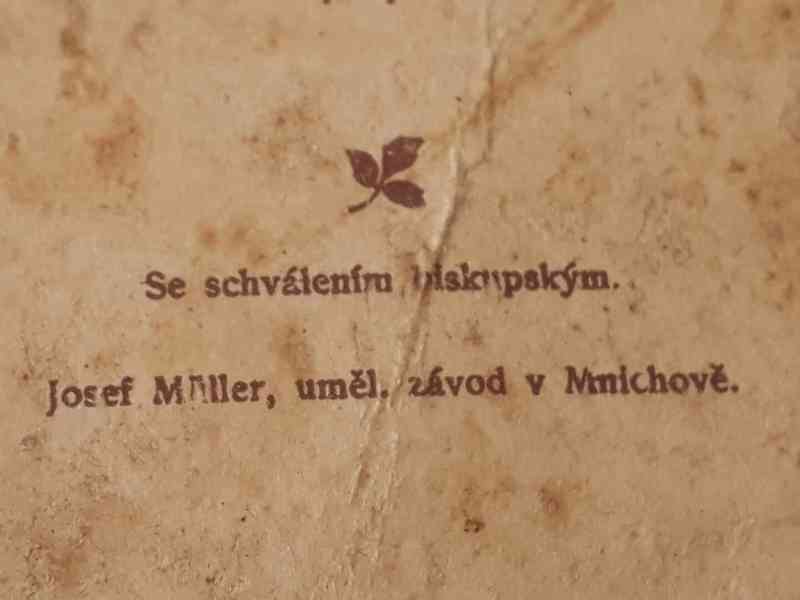 Se schválením biskupským.
Josef Müller, uměl. závod v Mnichově.